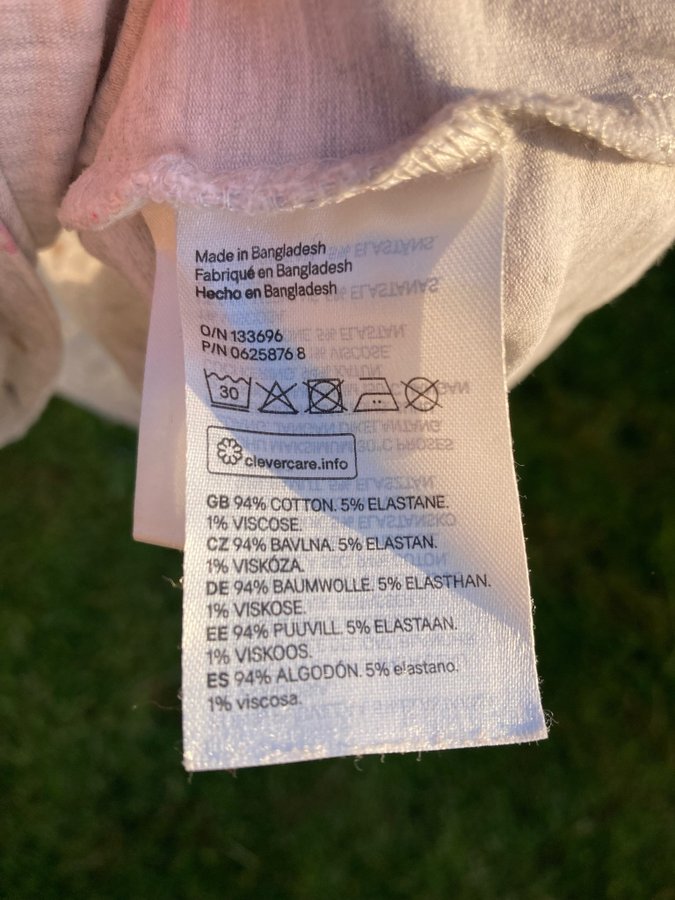 Made in Bangladesh
Fabriqué en Bangladesh
Hecho en Bangladesh
O/N 133696
P/N 0625876 8
30
clevercare.info
GB 94% COTTON. 5% ELASTANE.
1% VISCOSE.
CZ 94% BAVLNA. 5% ELASTAN.
1% VISKÓZA.
DE 94% BAUMWOLLE. 5% ELASTHAN.
1% VISKOSE.
EE 94% PUUVILL. 5% ELASTAAN.
1% VISKOOS.
ES 94% ALGODÓN. 5% elastano.
1% viscosa.